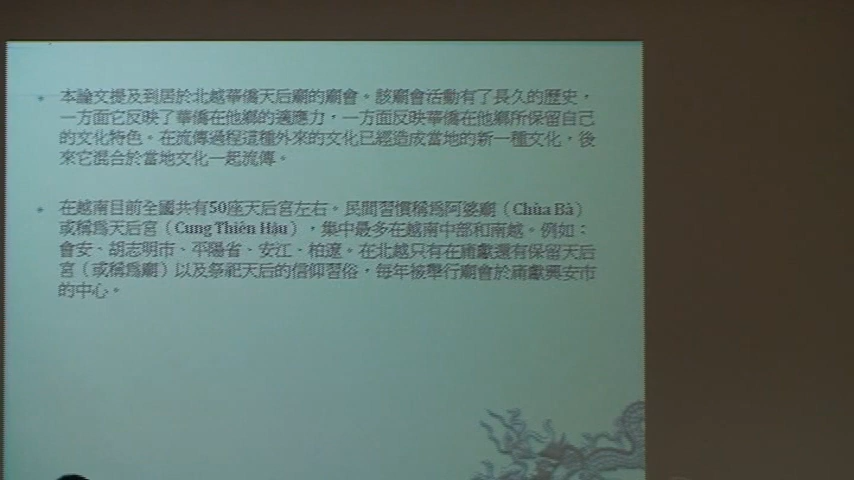 本論文提及到居於北越華僑天后廟的廟會。該廟會活動有了長久的歷史，
一方面它反映了華僑在他鄉的適應力，一方面反映華僑在他鄉所保留自己
的文化特色。在流傳過程這種外來的文化已經造成當地的新一種文化，後
來它混合於當地文化一起流傳。
在越南目前全國共有50座天后宮左右。民間習慣稱為阿婆廟（Chùa Bà）
或稱為天后宮（Cung Thiên Hậu），集中最多在越南中部和南越。例如：
會安、胡志明市、平陽省、安江、柏遼。在北越只有在庯獻還有保留天后
宮（或稱為廟）以及祭祀天后的信仰習俗，每年被舉行廟會於庯獻興安市
的中心。